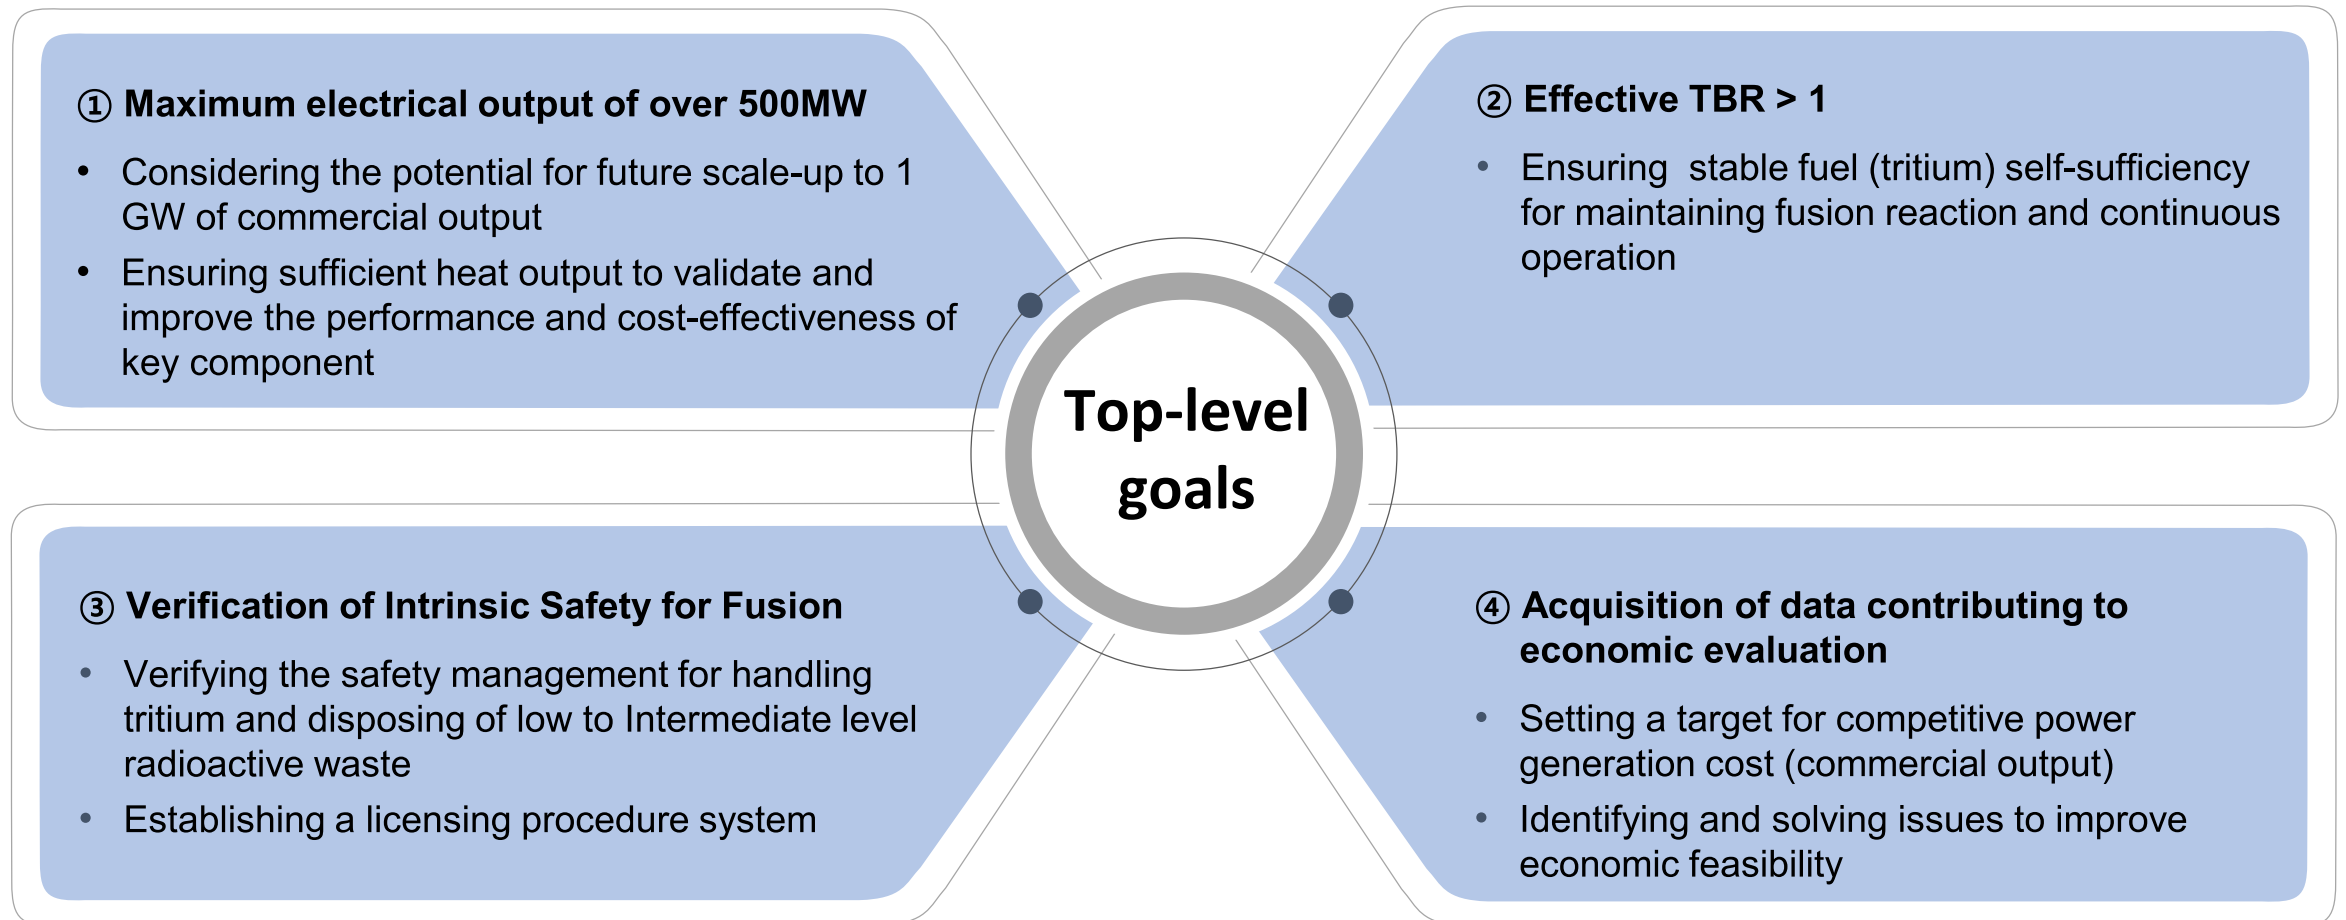 ① Maximum electrical output of over 500MW
• Considering the potential for future scale-up to 1
GW of commercial output
• Ensuring sufficient heat output to validate and
improve the performance and cost-effectiveness of
key component
② Effective TBR > 1
• Ensuring  stable fuel (tritium) self-sufficiency
for maintaining fusion reaction and continuous
operation
Top-level
goals
③ Verification of Intrinsic Safety for Fusion
• Verifying the safety management for handling
tritium and disposing of low to Intermediate level
radioactive waste
• Establishing a licensing procedure system
④ Acquisition of data contributing to
economic evaluation
• Setting a target for competitive power
generation cost (commercial output)
• Identifying and solving issues to improve
economic feasibility